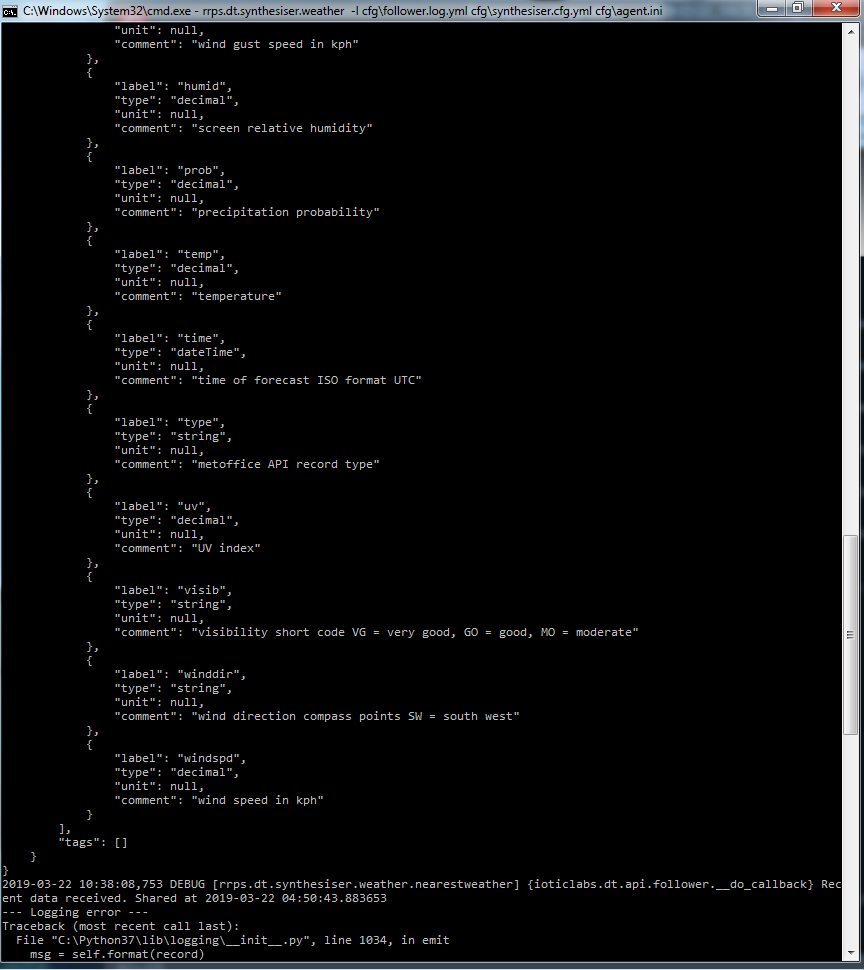 C:\Windows\System32\cmd.exe - rrps.dt.synthesiser.weather -l cfg\follower.log.yml cfg\synthesiser.cfg.yml cfg\agent.ini
"unit": null,
"comment": "wind gust speed in kph"
},
{
"label": "humid",
"type": "decimal",
"unit": null,
"comment": "screen relative humidity"
},
{
"label": "prob",
"type": "decimal",
"unit": null,
"comment": "precipitation probability"
},
{
"label": "temp",
"type": "decimal",
"unit": null,
"comment": "temperature"
},
{
"label": "time",
"type": "dateTime",
"unit": null,
"comment": "time of forecast ISO format UTC"
},
{
"label": "type",
"type": "string",
"unit": null,
"comment": "metoffice API record type"
},
{
"label": "uv",
"type": "decimal",
"unit": null,
"comment": "UV index"
},
{
"label": "visib",
"type": "string",
"unit": null,
"comment": "visibility short code VG = very good, GO = good, MO = moderate"
},
{
"label": "winddir",
"type": "string",
"unit": null,
"comment": "wind direction compass points SW = south west"
},
{
"label": "windspd",
"type": "decimal",
"unit": null,
"comment": "wind speed in kph"
}
],
"tags": []
}
}
2019-03-22 10:38:08,753 DEBUG [rrps.dt.synthesiser.weather.nearestweather] {ioticlabs.dt.api.follower.__do_callback} Rec
ent data received. Shared at 2019-03-22 04:50:43.883653
--- Logging error ---
Traceback (most recent call last):
File "C:\Python37\lib\logging\__init__.py", line 1034, in emit
msg = self.format(record)